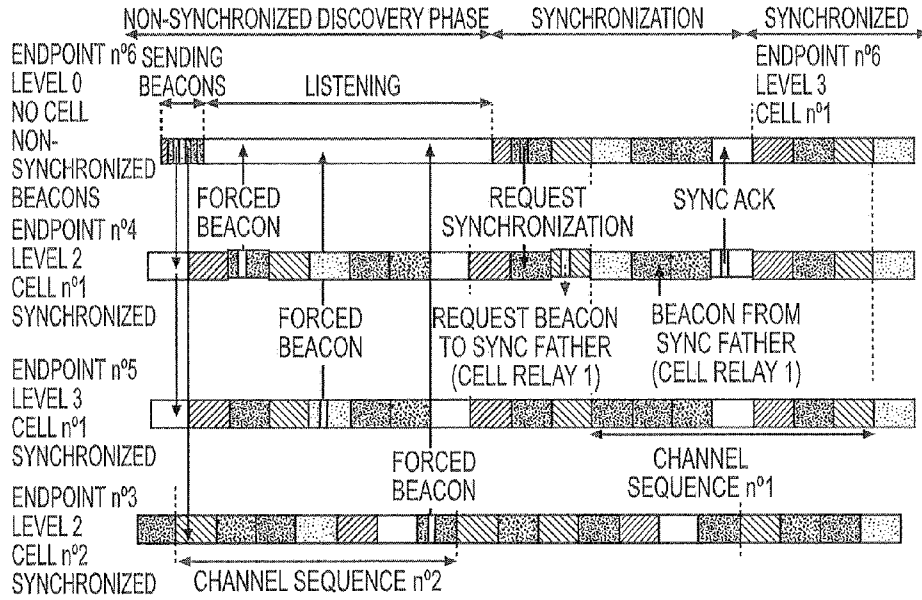 NON-SYNCHRONIZED DISCOVERY PHASE
SYNCHRONIZATION
SYNCHRONIZED
ENDPOINT nº6
LEVEL 0
NO CELL
NON-
SYNCHRONIZED
BEACONS
SENDING
BEACONS
LISTENING
ENDPOINT nº6
LEVEL 3
CELL nº1
FORCED
BEACON
REQUEST
SYNCHRONIZATION
SYNC ACK
ENDPOINT nº4
LEVEL 2
CELL nº1
SYNCHRONIZED
FORCED
BEACON
REQUEST BEACON
TO SYNC FATHER
(CELL RELAY 1)
BEACON FROM
SYNC FATHER
(CELL RELAY 1)
ENDPOINT nº5
LEVEL 3
CELL nº1
SYNCHRONIZED
FORCED
BEACON
CHANNEL
SEQUENCE nº1
ENDPOINT nº3
LEVEL 2
CELL nº2
SYNCHRONIZED
CHANNEL SEQUENCE nº2